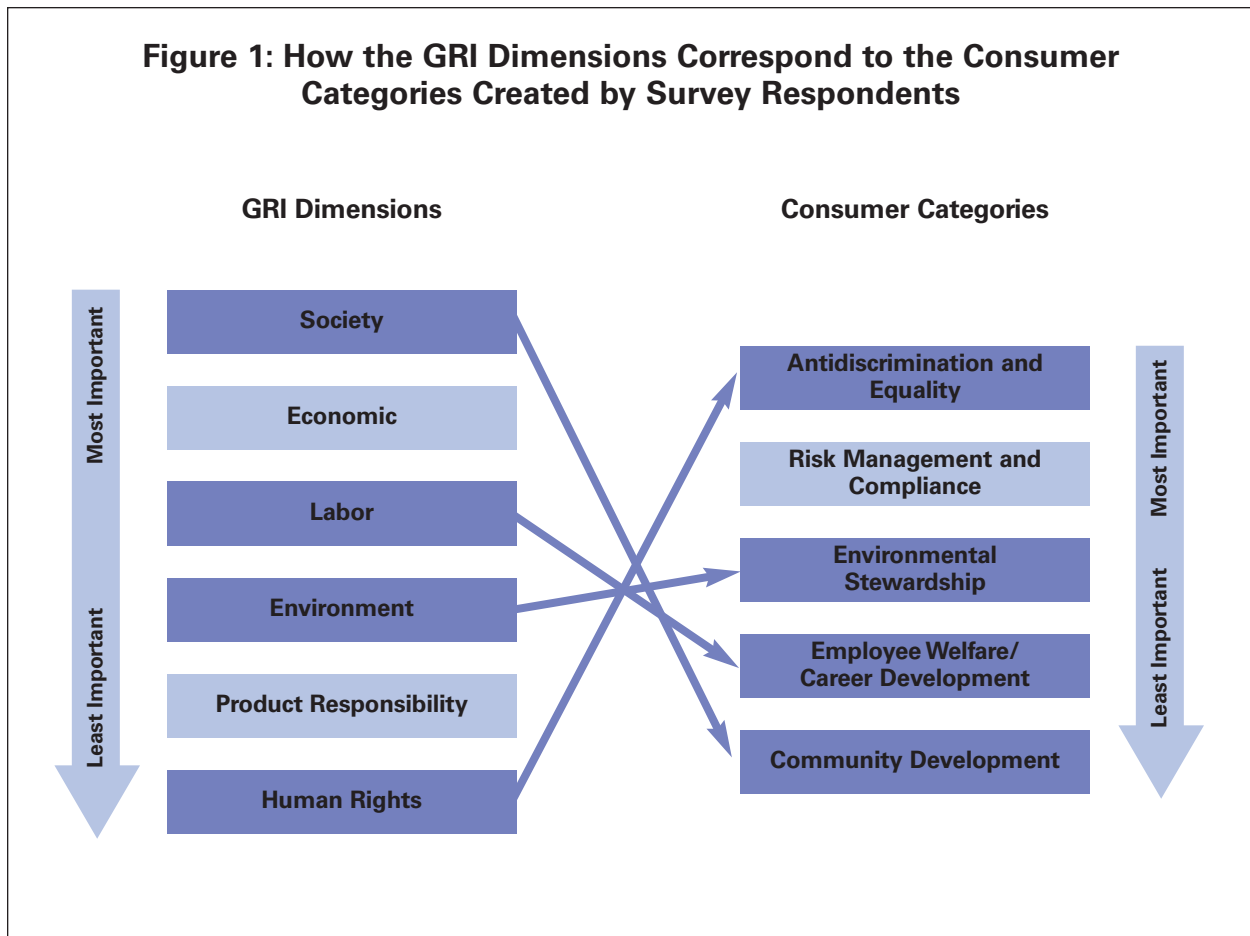 Figure 1: How the GRI Dimensions Correspond to the Consumer
Categories Created by Survey Respondents
GRI Dimensions
Most Important
Least Important
Society
Economic
Labor
Environment
Product Responsibility
Human Rights
Consumer Categories
Antidiscrimination and
Equality
Risk Management and
Compliance
Environmental
Stewardship
Employee Welfare/
Career Development
Community Development
Most Important
Least Important